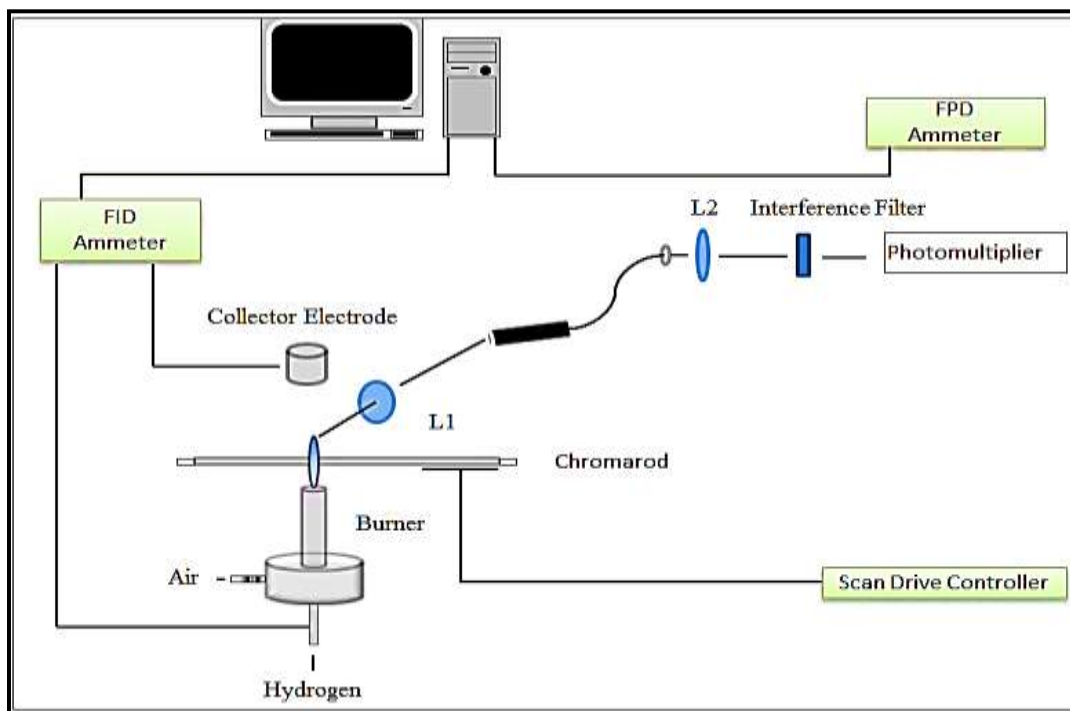 FPD
Ammeter
FID
Ammeter
L2
Interference Filter
Photomultiplier
Collector Electrode
L1
Chromarod
Burner
Air
Scan Drive Controller
Hydrogen